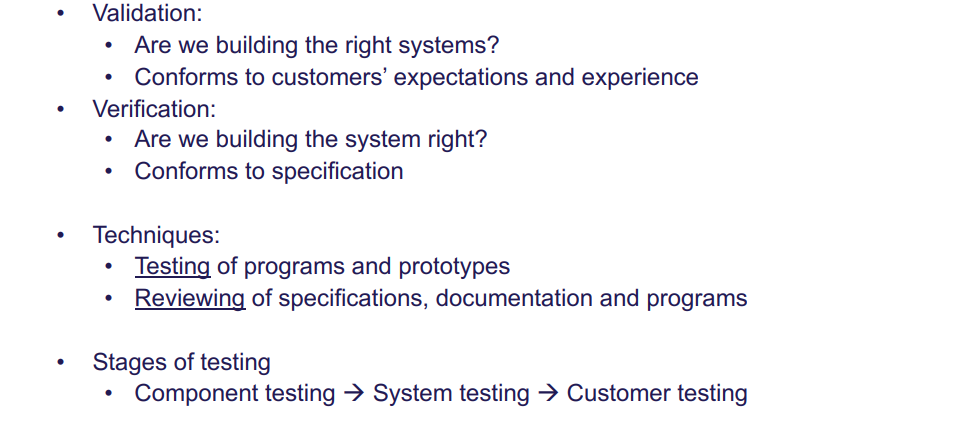 • Validation:
• Are we building the right systems?
• Conforms to customers’ expectations and experience
• Verification:
• Are we building the system right?
• Conforms to specification
• Techniques:
• Testing of programs and prototypes
• Reviewing of specifications, documentation and programs
• Stages of testing
• Component testing → System testing → Customer testing